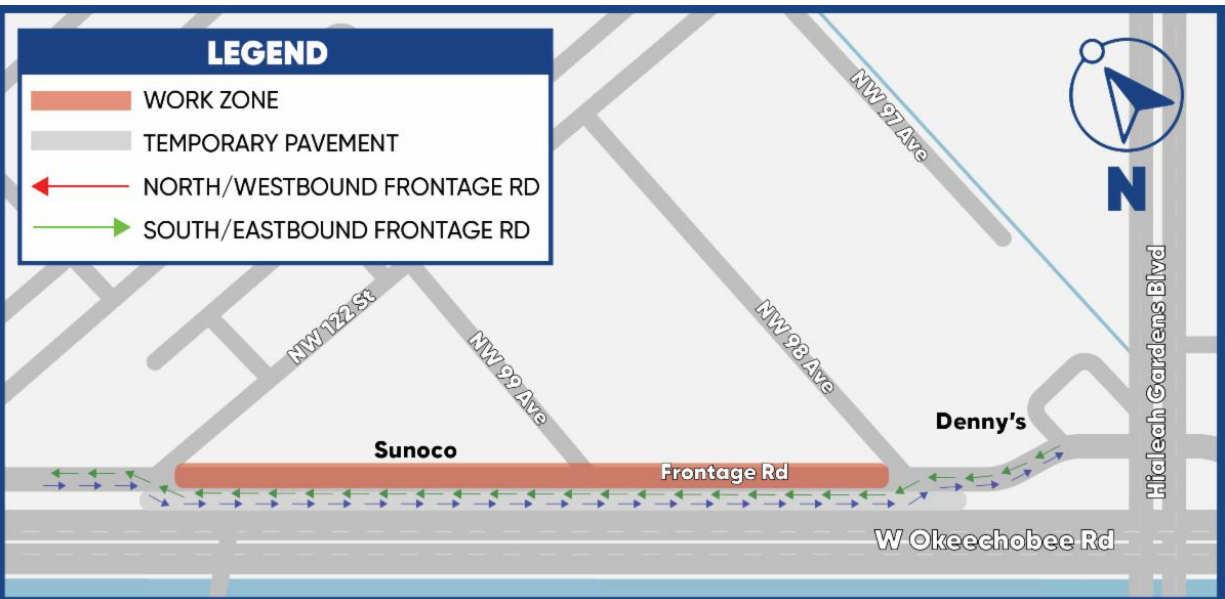 LEGEND
WORK ZONE
TEMPORARY PAVEMENT
NORTH/WESTBOUND FRONTAGE RD
SOUTH/EASTBOUND FRONTAGE RD
N
NW 97 Ave
NW 122 St
NW 99 Ave
NW 98 Ave
Hialeah Gardens Blvd
Denny's
Sunoco
Frontage Rd
W Okeechobee Rd